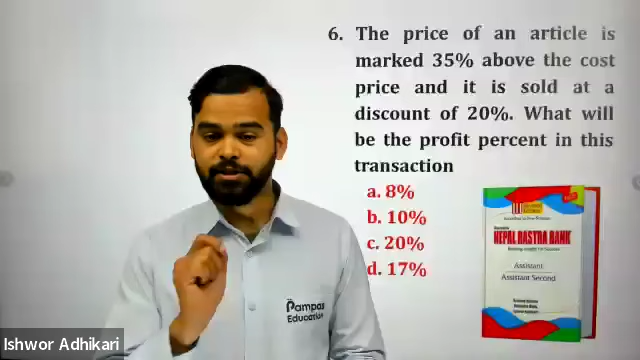 6. The price of an article is
marked 35% above the cost
price and it is sold at a
discount of 20%. What will
be the profit percent in this
transaction
a. 8%
b. 10%
c. 20%
d. 17%
NEPAL RASTRA BANK
Assistant
Assistant Second
Pampas
Education
Ishwor Adhikari